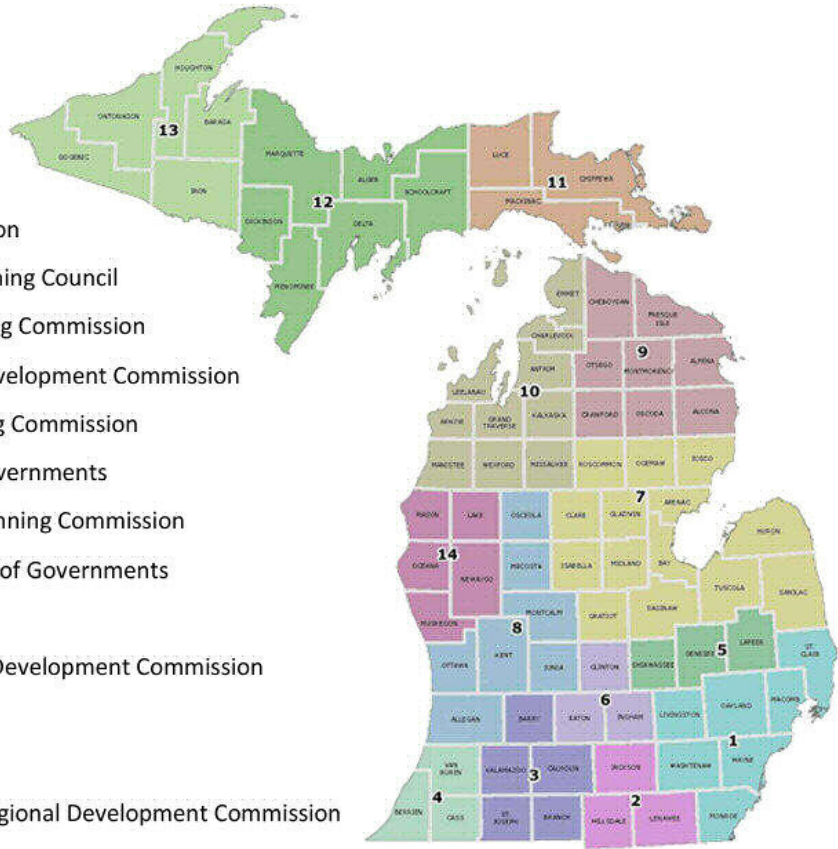 HOUGHTON
ONTONAGON
BARAGA
13
GOGEBIC
IRON
MARQUETTE
ALGER
SCHOOLCRAFT
12
DICKINSON
DELTA
MENOMINEE
LUCE
CHIPPEWA
11
MACKINAC
on
ning Council
g Commission
velopment Commission
g Commission
vernments
nning Commission
of Governments
Development Commission
gional Development Commission
EMMET
CHEBOYGAN
PRESQUE
ISLE
CHARLEVOIX
9
ANTRIM
OTSEGO
MONTMORENCY
ALPENA
LEELANAU
10
BENZIE
GRAND
TRAVERSE
KALKASKA
CRAWFORD
OSCODA
ALCONA
MANISTEE
WEXFORD
MISSAUKEE
ROSCOMMON
OGEMAW
IOSCO
7
MASON
LAKE
OSCEOLA
CLARE
GLADWIN
ARENAC
HURON
14
OCEANA
NEWAYGO
MECOSTA
ISABELLA
MIDLAND
BAY
TUSCOLA
SANILAC
MUSKEGON
MONTCALM
GRATIOT
SAGINAW
8
OTTAWA
KENT
IONIA
CLINTON
SHIAWASSEE
GENESEE
5
LAPEER
ST.
CLAIR
6
ALLEGAN
BARRY
EATON
INGHAM
LIVINGSTON
OAKLAND
MACOMB
1
VAN
BUREN
KALAMAZOO
3
CALHOUN
JACKSON
WASHTENAW
WAYNE
4
BERRIEN
CASS
ST.
JOSEPH
BRANCH
2
HILLSDALE
LENAWEE
MONROE